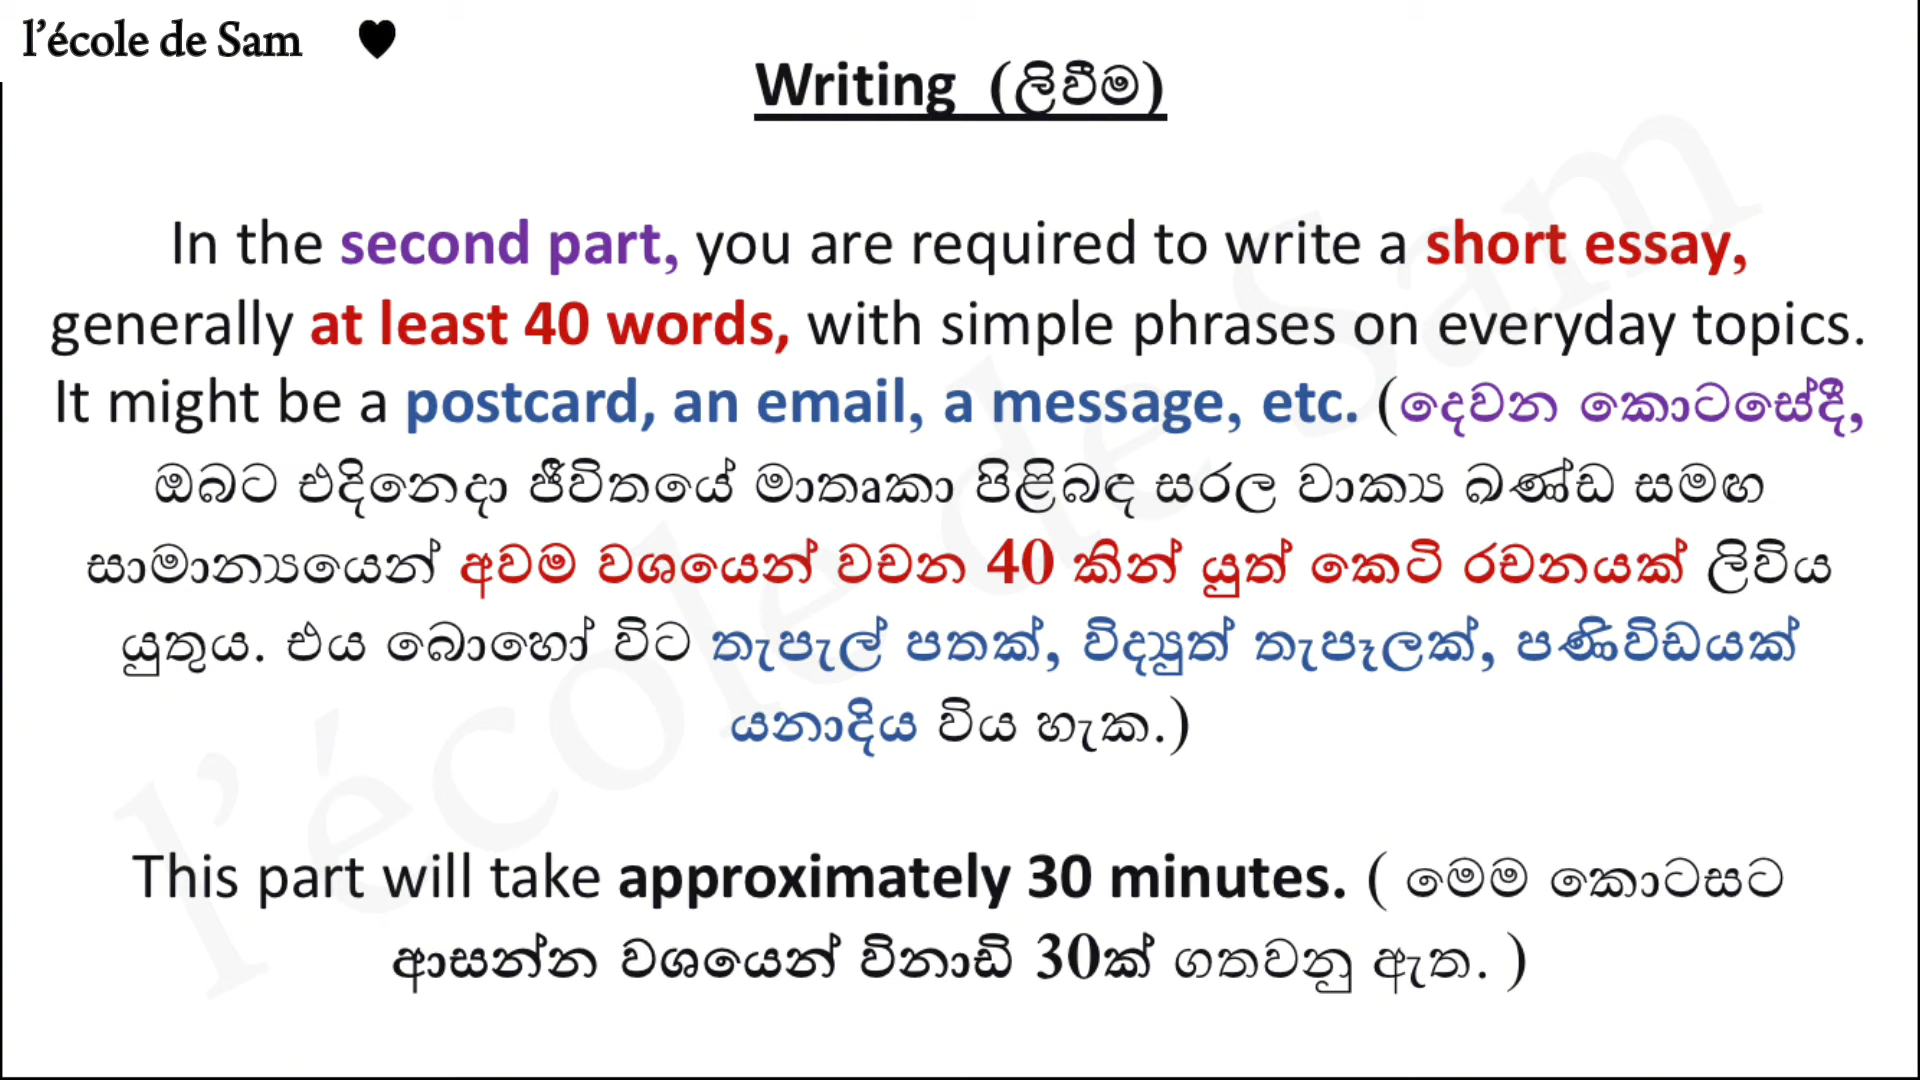 l’école de Sam ♥
Writing (ලිවීම)
In the second part, you are required to write a short essay,
generally at least 40 words, with simple phrases on everyday topics.
It might be a postcard, an email, a message, etc. (දෙවන කොටසේදී,
ඔබට එදිනෙදා ජීවිතයේ මාතෘකා පිළිබඳ සරල වාක්‍ය ඛණ්ඩ සමඟ
සාමාන්‍යයෙන් අවම වශයෙන් වචන 40 කින් යුත් කෙටි රචනයක් ලිවිය
යුතුය. එය බොහෝ විට තැපැල් පතක්, විද්‍යුත් තැපෑලක්, පණිවිඩයක්
යනාදිය විය හැක.)
This part will take approximately 30 minutes. ( මෙම කොටසට
ආසන්න වශයෙන් විනාඩි 30ක් ගතවනු ඇත. )
l’école de Sam